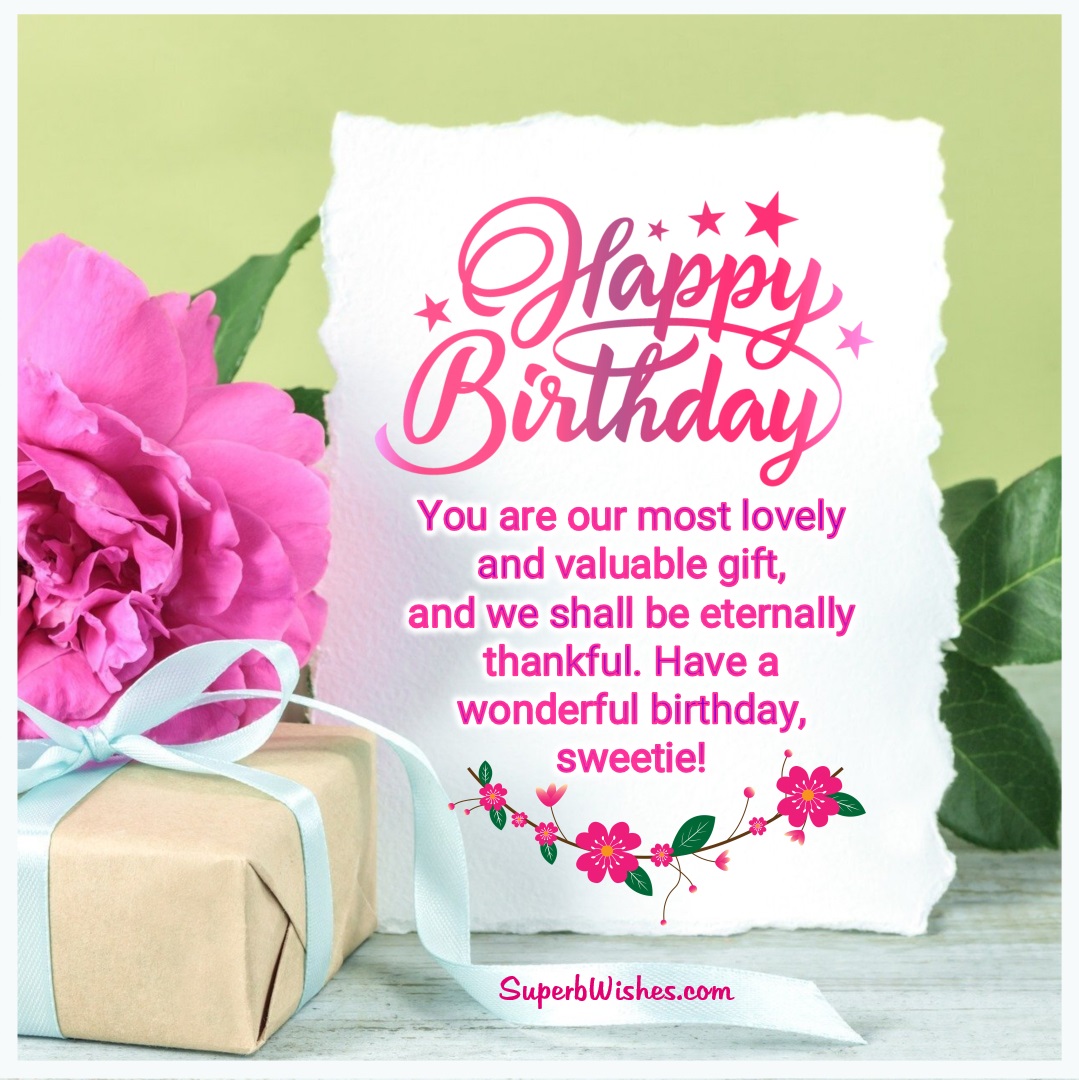 Happy
Birthday
You are our most lovely
and valuable gift,
and we shall be eternally
thankful. Have a
wonderful birthday,
sweetie!
SuperbWishes.com